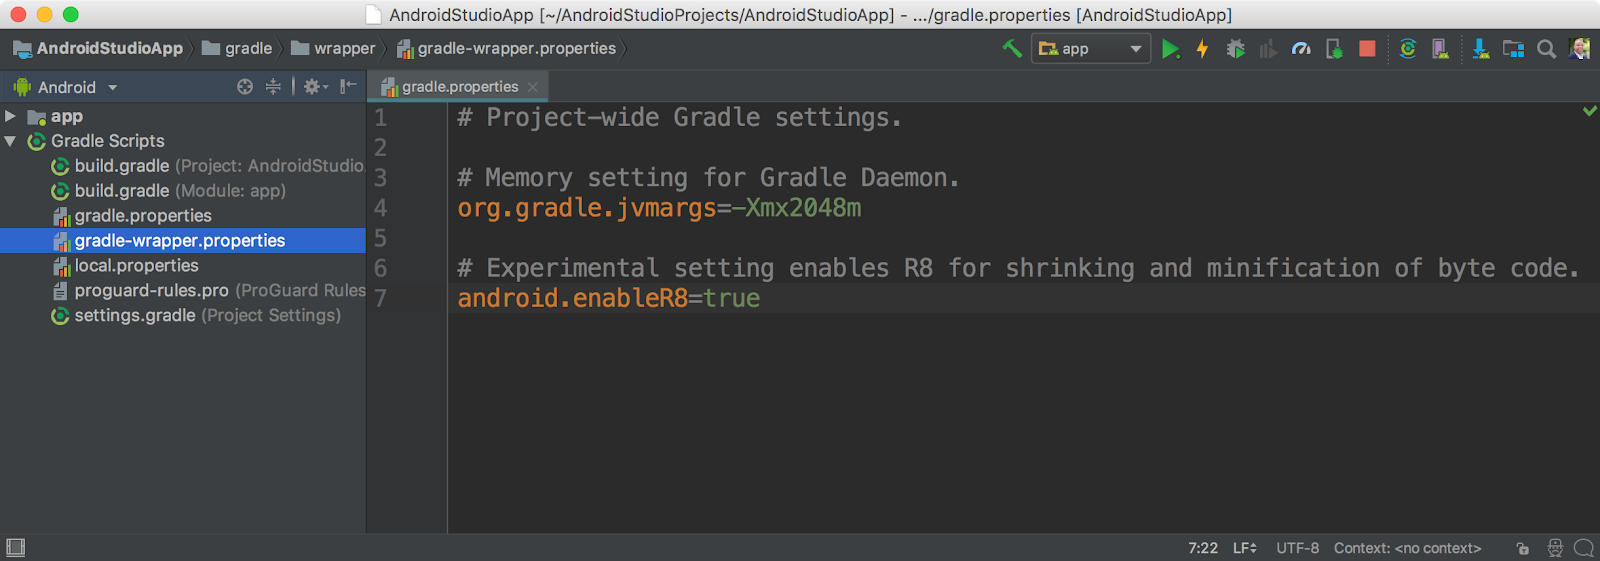 AndroidStudioApp [~/AndroidStudioProjects/AndroidStudioApp] - .../gradle.properties [AndroidStudioApp]
AndroidStudioApp gradle wrapper gradle-wrapper.properties app
Android
gradle.properties
app
Gradle Scripts
build.gradle (Project: AndroidStudio
build.gradle (Module: app)
gradle.properties
gradle-wrapper.properties
local.properties
proguard-rules.pro (ProGuard Rules
settings.gradle (Project Settings)
1 # Project-wide Gradle settings.
2
3 # Memory setting for Gradle Daemon.
4 org.gradle.jvmargs=-Xmx2048m
5
6 # Experimental setting enables R8 for shrinking and minification of byte code.
7 android.enableR8=true
7:22 LF UTF-8 Context: <no context>